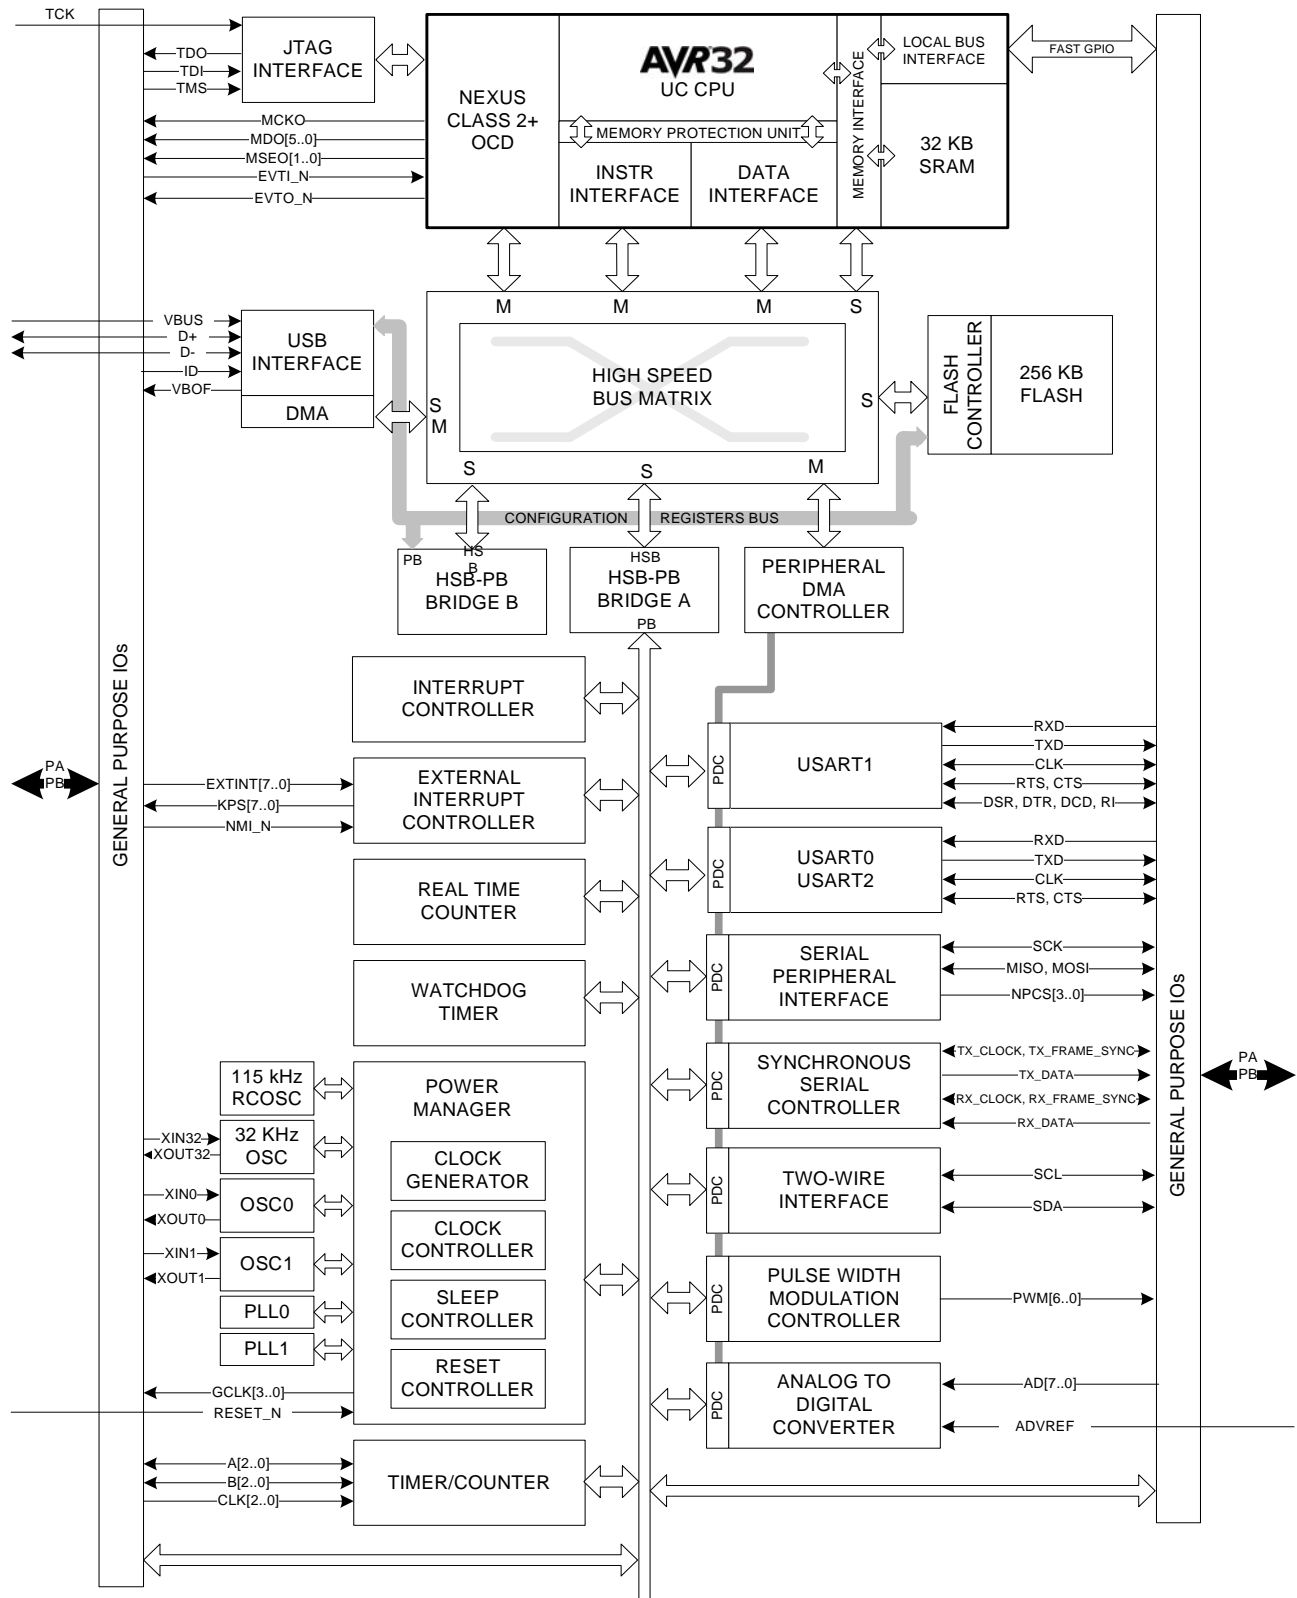 TCK
TDO
TDI
TMS
JTAG
INTERFACE
MCKO
MDO[5..0]
MSEO[1..0]
EVTI_N
EVTO_N
NEXUS
CLASS 2+
OCD
AVR32
UC CPU
MEMORY PROTECTION UNIT
INSTR
INTERFACE
DATA
INTERFACE
MEMORY INTERFACE
LOCAL BUS
INTERFACE
32 KB
SRAM
FAST GPIO
VBUS
D+
D-
ID
VBOF
USB
INTERFACE
DMA
M
M
M
S
HIGH SPEED
BUS MATRIX
S
M
S
S
S
M
FLASH
CONTROLLER
256 KB
FLASH
CONFIGURATION REGISTERS BUS
PB
HS
B
HSB-PB
BRIDGE B
HSB
HSB-PB
BRIDGE A
PB
PERIPHERAL
DMA
CONTROLLER
GENERAL PURPOSE IOs
PA
PB
INTERRUPT
CONTROLLER
EXTINT[7..0]
KPS[7..0]
NMI_N
EXTERNAL
INTERRUPT
CONTROLLER
REAL TIME
COUNTER
WATCHDOG
TIMER
115 kHz
RCOSC
XIN32
XOUT32
32 KHz
OSC
XIN0
XOUT0
OSC0
XIN1
XOUT1
OSC1
PLL0
PLL1
GCLK[3..0]
RESET_N
POWER
MANAGER
CLOCK
GENERATOR
CLOCK
CONTROLLER
SLEEP
CONTROLLER
RESET
CONTROLLER
A[2..0]
B[2..0]
CLK[2..0]
TIMER/COUNTER
PDC
USART1
RXD
TXD
CLK
RTS, CTS
DSR, DTR, DCD, RI
PDC
USART0
USART2
RXD
TXD
CLK
RTS, CTS
PDC
SERIAL
PERIPHERAL
INTERFACE
SCK
MISO, MOSI
NPCS[3..0]
PDC
SYNCHRONOUS
SERIAL
CONTROLLER
TX_CLOCK, TX_FRAME_SYNC
TX_DATA
RX_CLOCK, RX_FRAME_SYNC
RX_DATA
PDC
TWO-WIRE
INTERFACE
SCL
SDA
PDC
PULSE WIDTH
MODULATION
CONTROLLER
PWM[6..0]
PDC
ANALOG TO
DIGITAL
CONVERTER
AD[7..0]
ADVREF
GENERAL PURPOSE IOs
PA
PB